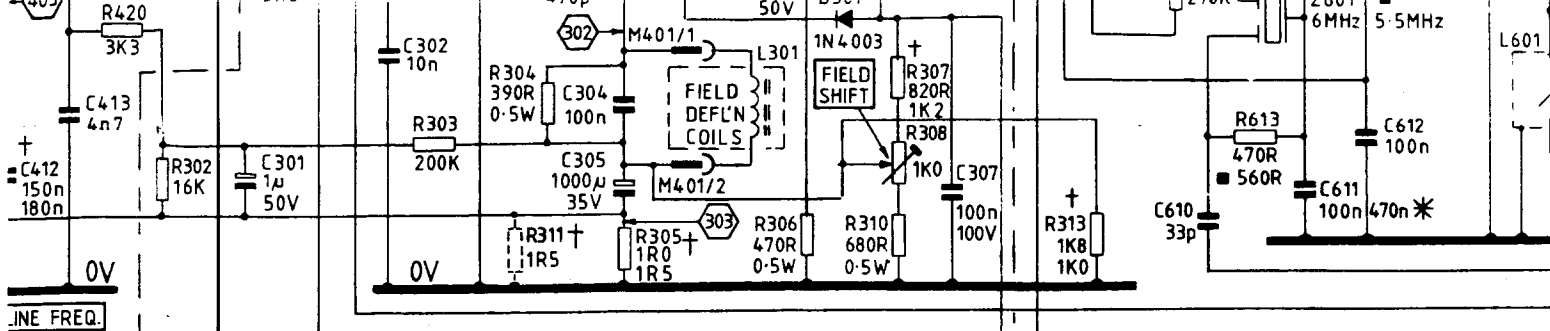 R420
3K3
C413
4n7
†
C412
150n
180n
R302
16K
C301
1µ
50V
0V
LINE FREQ.
C302
10n
R303
200K
0V
302
M401/1
R304
390R
0·5W
C304
100n
FIELD
DEFL'N
COILS
L301
C305
1000µ
35V
M401/2
303
R311 †
1R5
R305 †
1R0
1R5
50V
1N4003
FIELD
SHIFT
†
R307
820R
1K2
R308
1K0
C307
100n
100V
R306
470R
0·5W
R310
680R
0·5W
†
R313
1K8
1K0
6MHz
5·5MHz
L601
R613
470R
■ 560R
C612
100n
C611
100n 470n
C610
33p